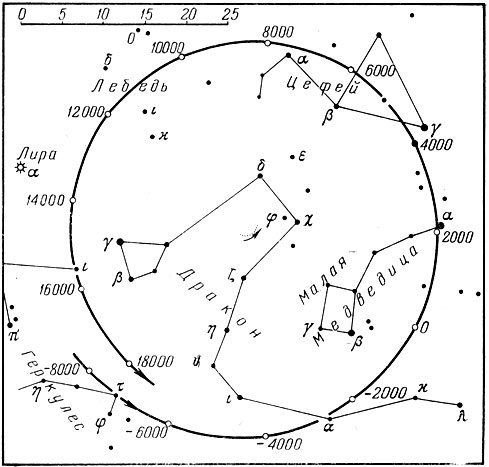 0 5 10 15 20 25
0
8000
10000
б
α
6000
Лебедь
Цефей
12000
ι
β
γ
κ
4000
ε
Лира
α
δ
14000
φ
χ
α
2000
γ
ι
β
ζ
Малая
Медведица
Дракон
16000
π
η
γ
β
0
18000
-8000
Геркулес
τ
η
φ
ι
-2000
κ
λ
α
-6000
-4000